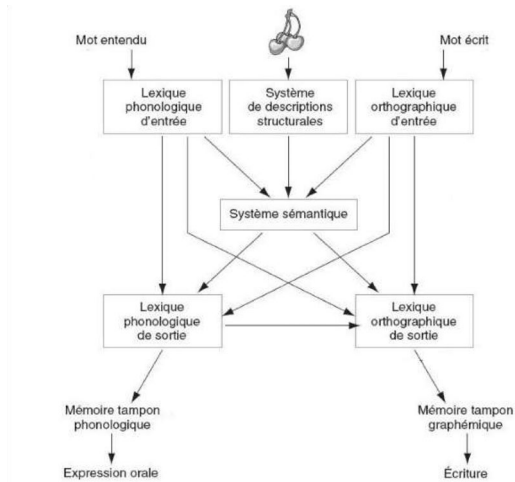 Mot entendu
Mot écrit
Lexique
phonologique
d'entrée
Système
de descriptions
structurales
Lexique
orthographique
d'entrée
Système sémantique
Lexique
phonologique
de sortie
Lexique
orthographique
de sortie
Mémoire tampon
phonologique
Mémoire tampon
graphémique
Expression orale
Écriture